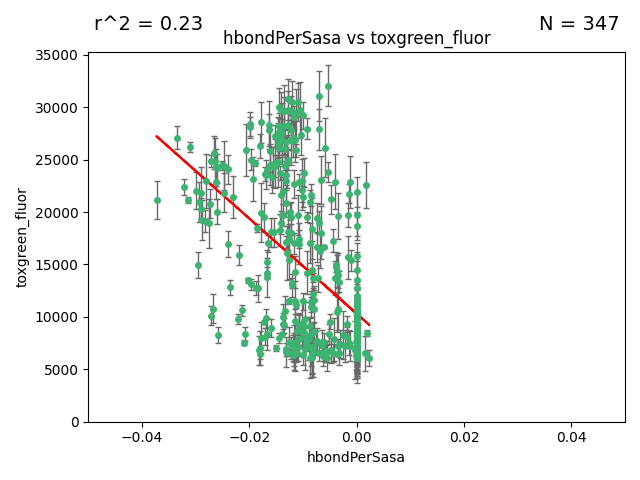 r^2 = 0.23
N = 347
hbondPerSasa vs toxgreen_fluor
35000
30000
25000
20000
15000
10000
5000
0
toxgreen_fluor
−0.04
−0.02
0.00
0.02
0.04
hbondPerSasa